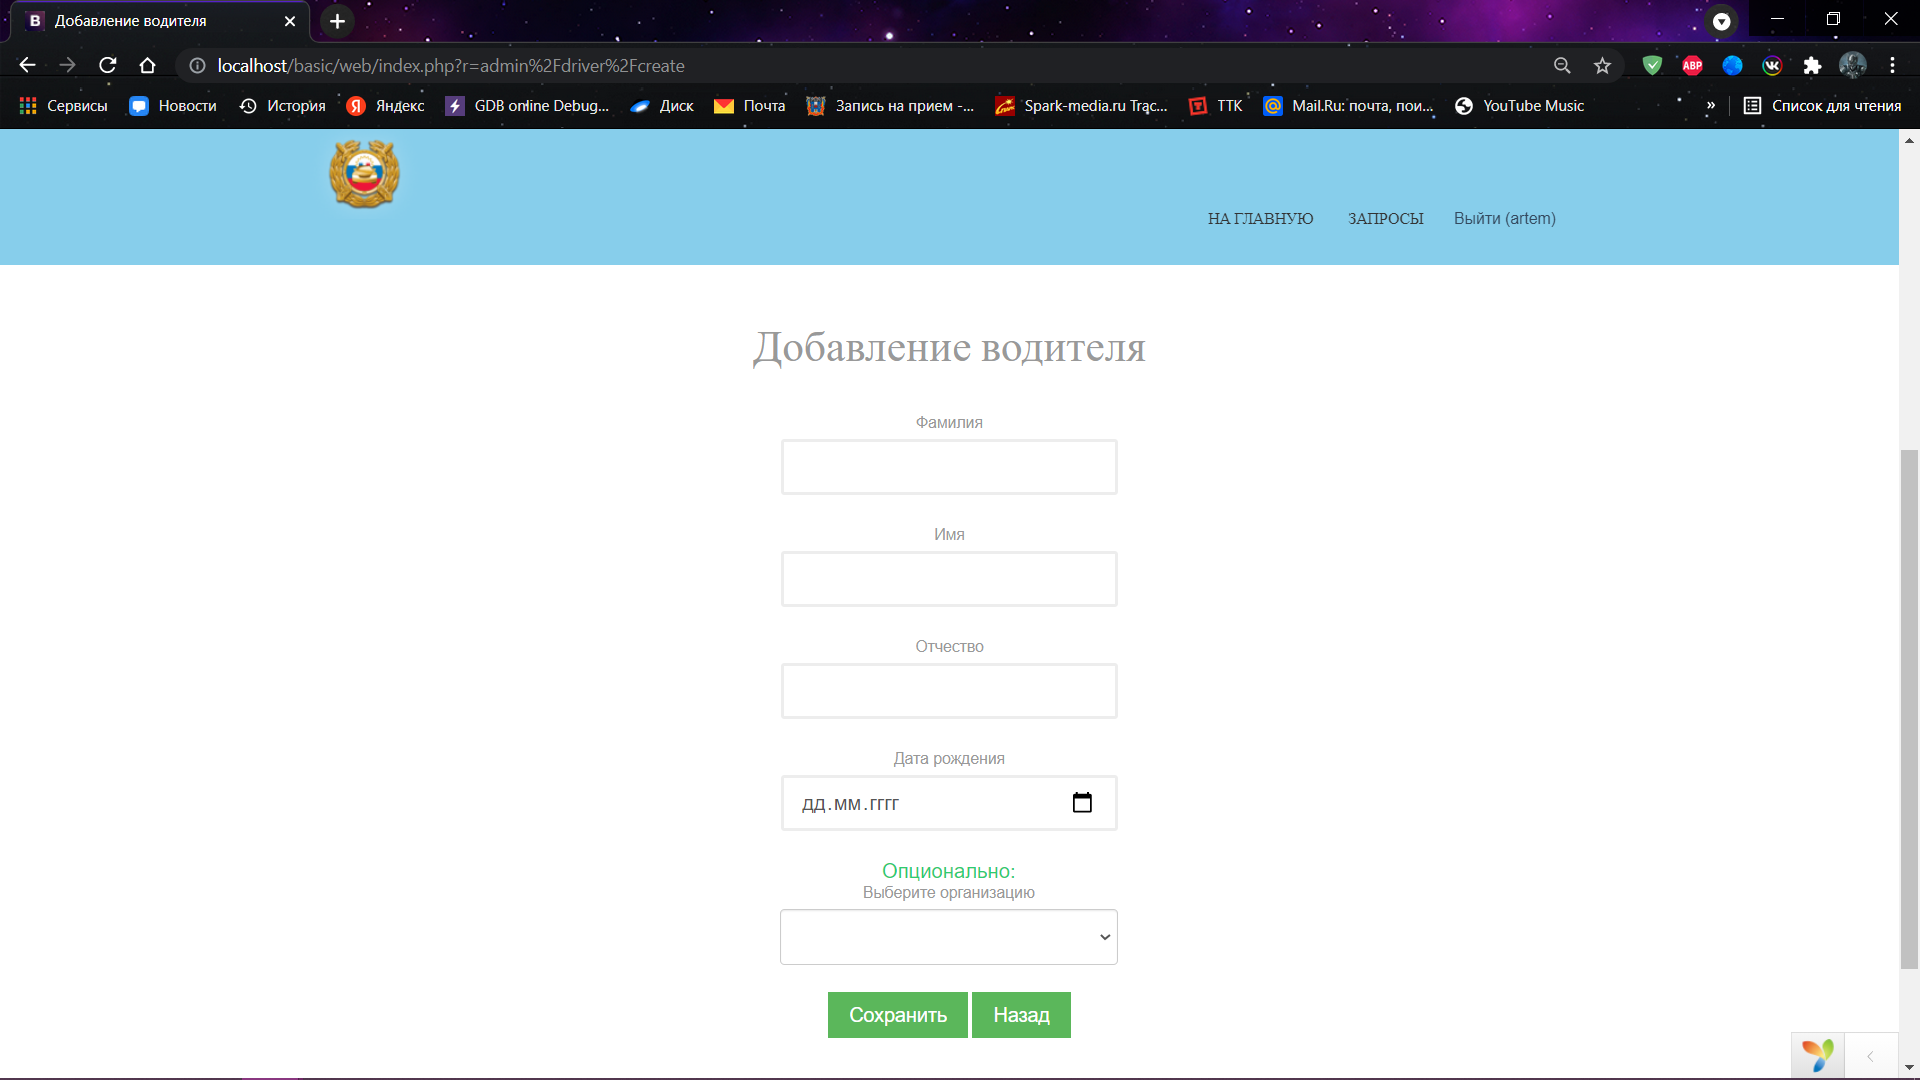 B Добавление водителя
localhost/basic/web/index.php?r=admin%2Fdriver%2Fcreate
ABP
Сервисы Новости История Я Яндекс GDB online Debug... Диск Почта Запись на прием -... Spark-media.ru Trac... ТТК @ Mail.Ru: почта, пои... YouTube Music » Список для чтения
НА ГЛАВНУЮ ЗАПРОСЫ Выйти (artem)
Добавление водителя
Фамилия
Имя
Отчество
Дата рождения
ДД.ММ.ГГГГ
Опционально:
Выберите организацию
Сохранить Назад